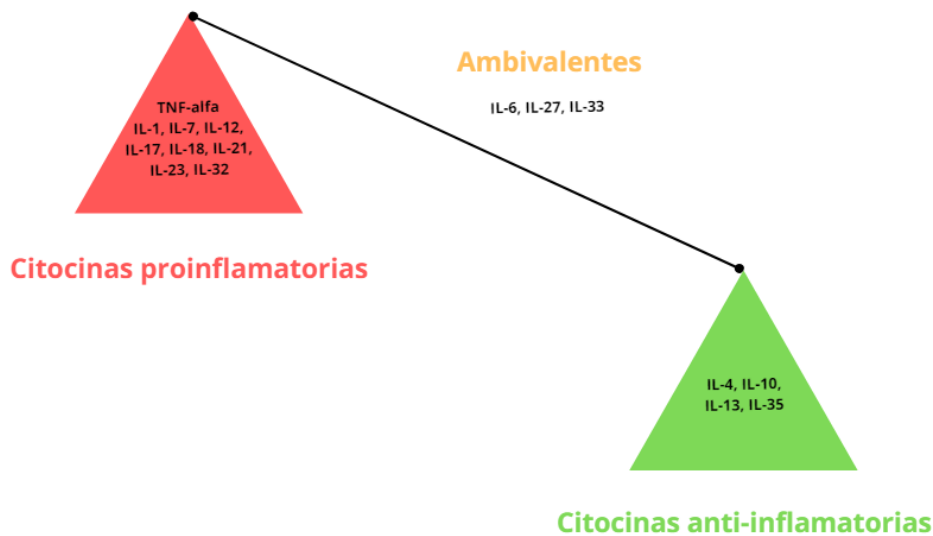 Ambivalentes
IL-6, IL-27, IL-33
TNF-alfa
IL-1, IL-7, IL-12,
IL-17, IL-18, IL-21,
IL-23, IL-32
Citocinas proinflamatorias
IL-4, IL-10,
IL-13, IL-35
Citocinas anti-inflamatorias